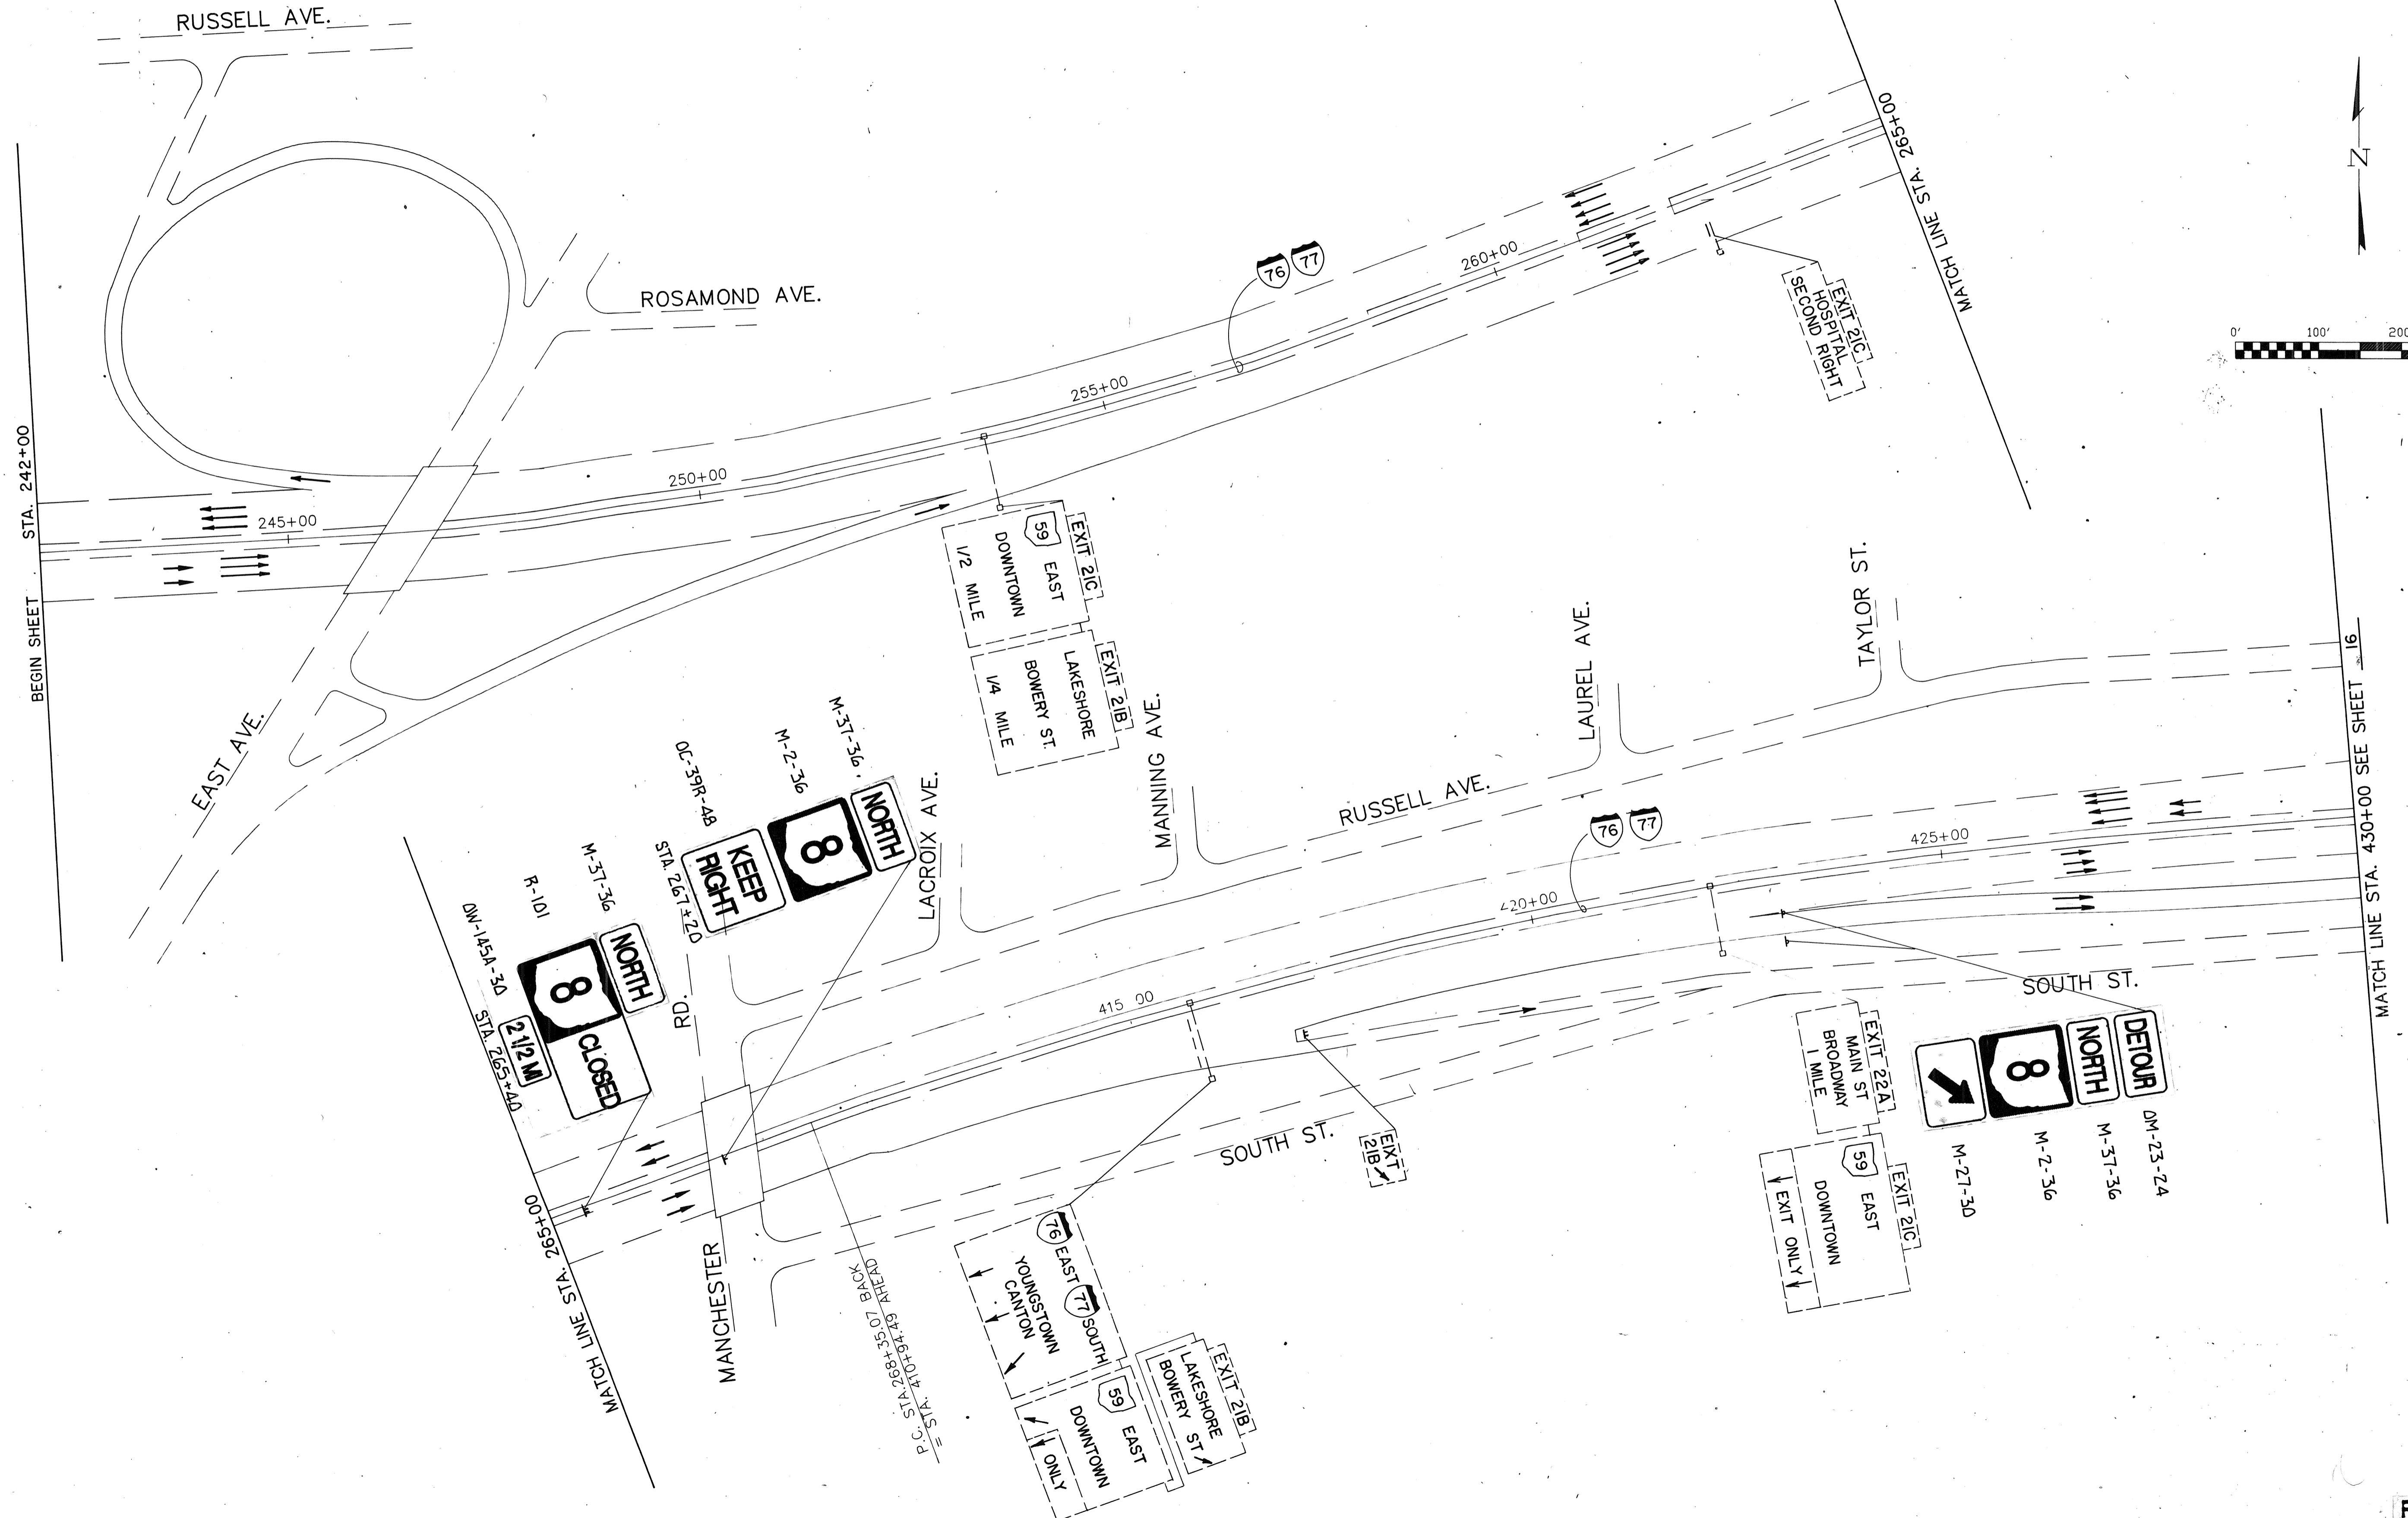 RUSSELL AVE.
ROSAMOND AVE.
EAST AVE.
BEGIN SHEET STA. 242+00
245+00
250+00
255+00
260+00
76 77
MATCH LINE STA. 265+00
EXIT 21C
HOSPITAL
SECOND RIGHT
N
0' 100' 200
EXIT 21C
59 EAST
DOWNTOWN
1/2 MILE
EXIT 21B
LAKESHORE
BOWERY ST.
1/4 MILE
MATCH LINE STA. 265+00
MANCHESTER RD.
LACROIX AVE.
MANNING AVE.
LAUREL AVE.
TAYLOR ST.
RUSSELL AVE.
SOUTH ST.
SOUTH ST.
M-37-36
R-101
DW-145A-30
STA. 265+40
NORTH
8 CLOSED
2 1/2 MI
M-37-36
M-2-36
OC-39R-48
STA. 267+20
NORTH
8
KEEP
RIGHT
P.C. STA.268+35.07 BACK
= STA. 410+94.49 AHEAD
415 00
420+00
425+00
76 77
76 EAST 77 SOUTH
YOUNGSTOWN
CANTON
59 EAST
DOWNTOWN
ONLY
EXIT 21B
LAKESHORE
BOWERY ST
EIXT
21B
EXIT 22A
MAIN ST
BROADWAY
1 MILE
EXIT 21C
59 EAST
DOWNTOWN
EXIT ONLY
DETOUR
NORTH
8
DM-23-24
M-37-36
M-2-36
M-27-30
MATCH LINE STA. 430+00 SEE SHEET 16